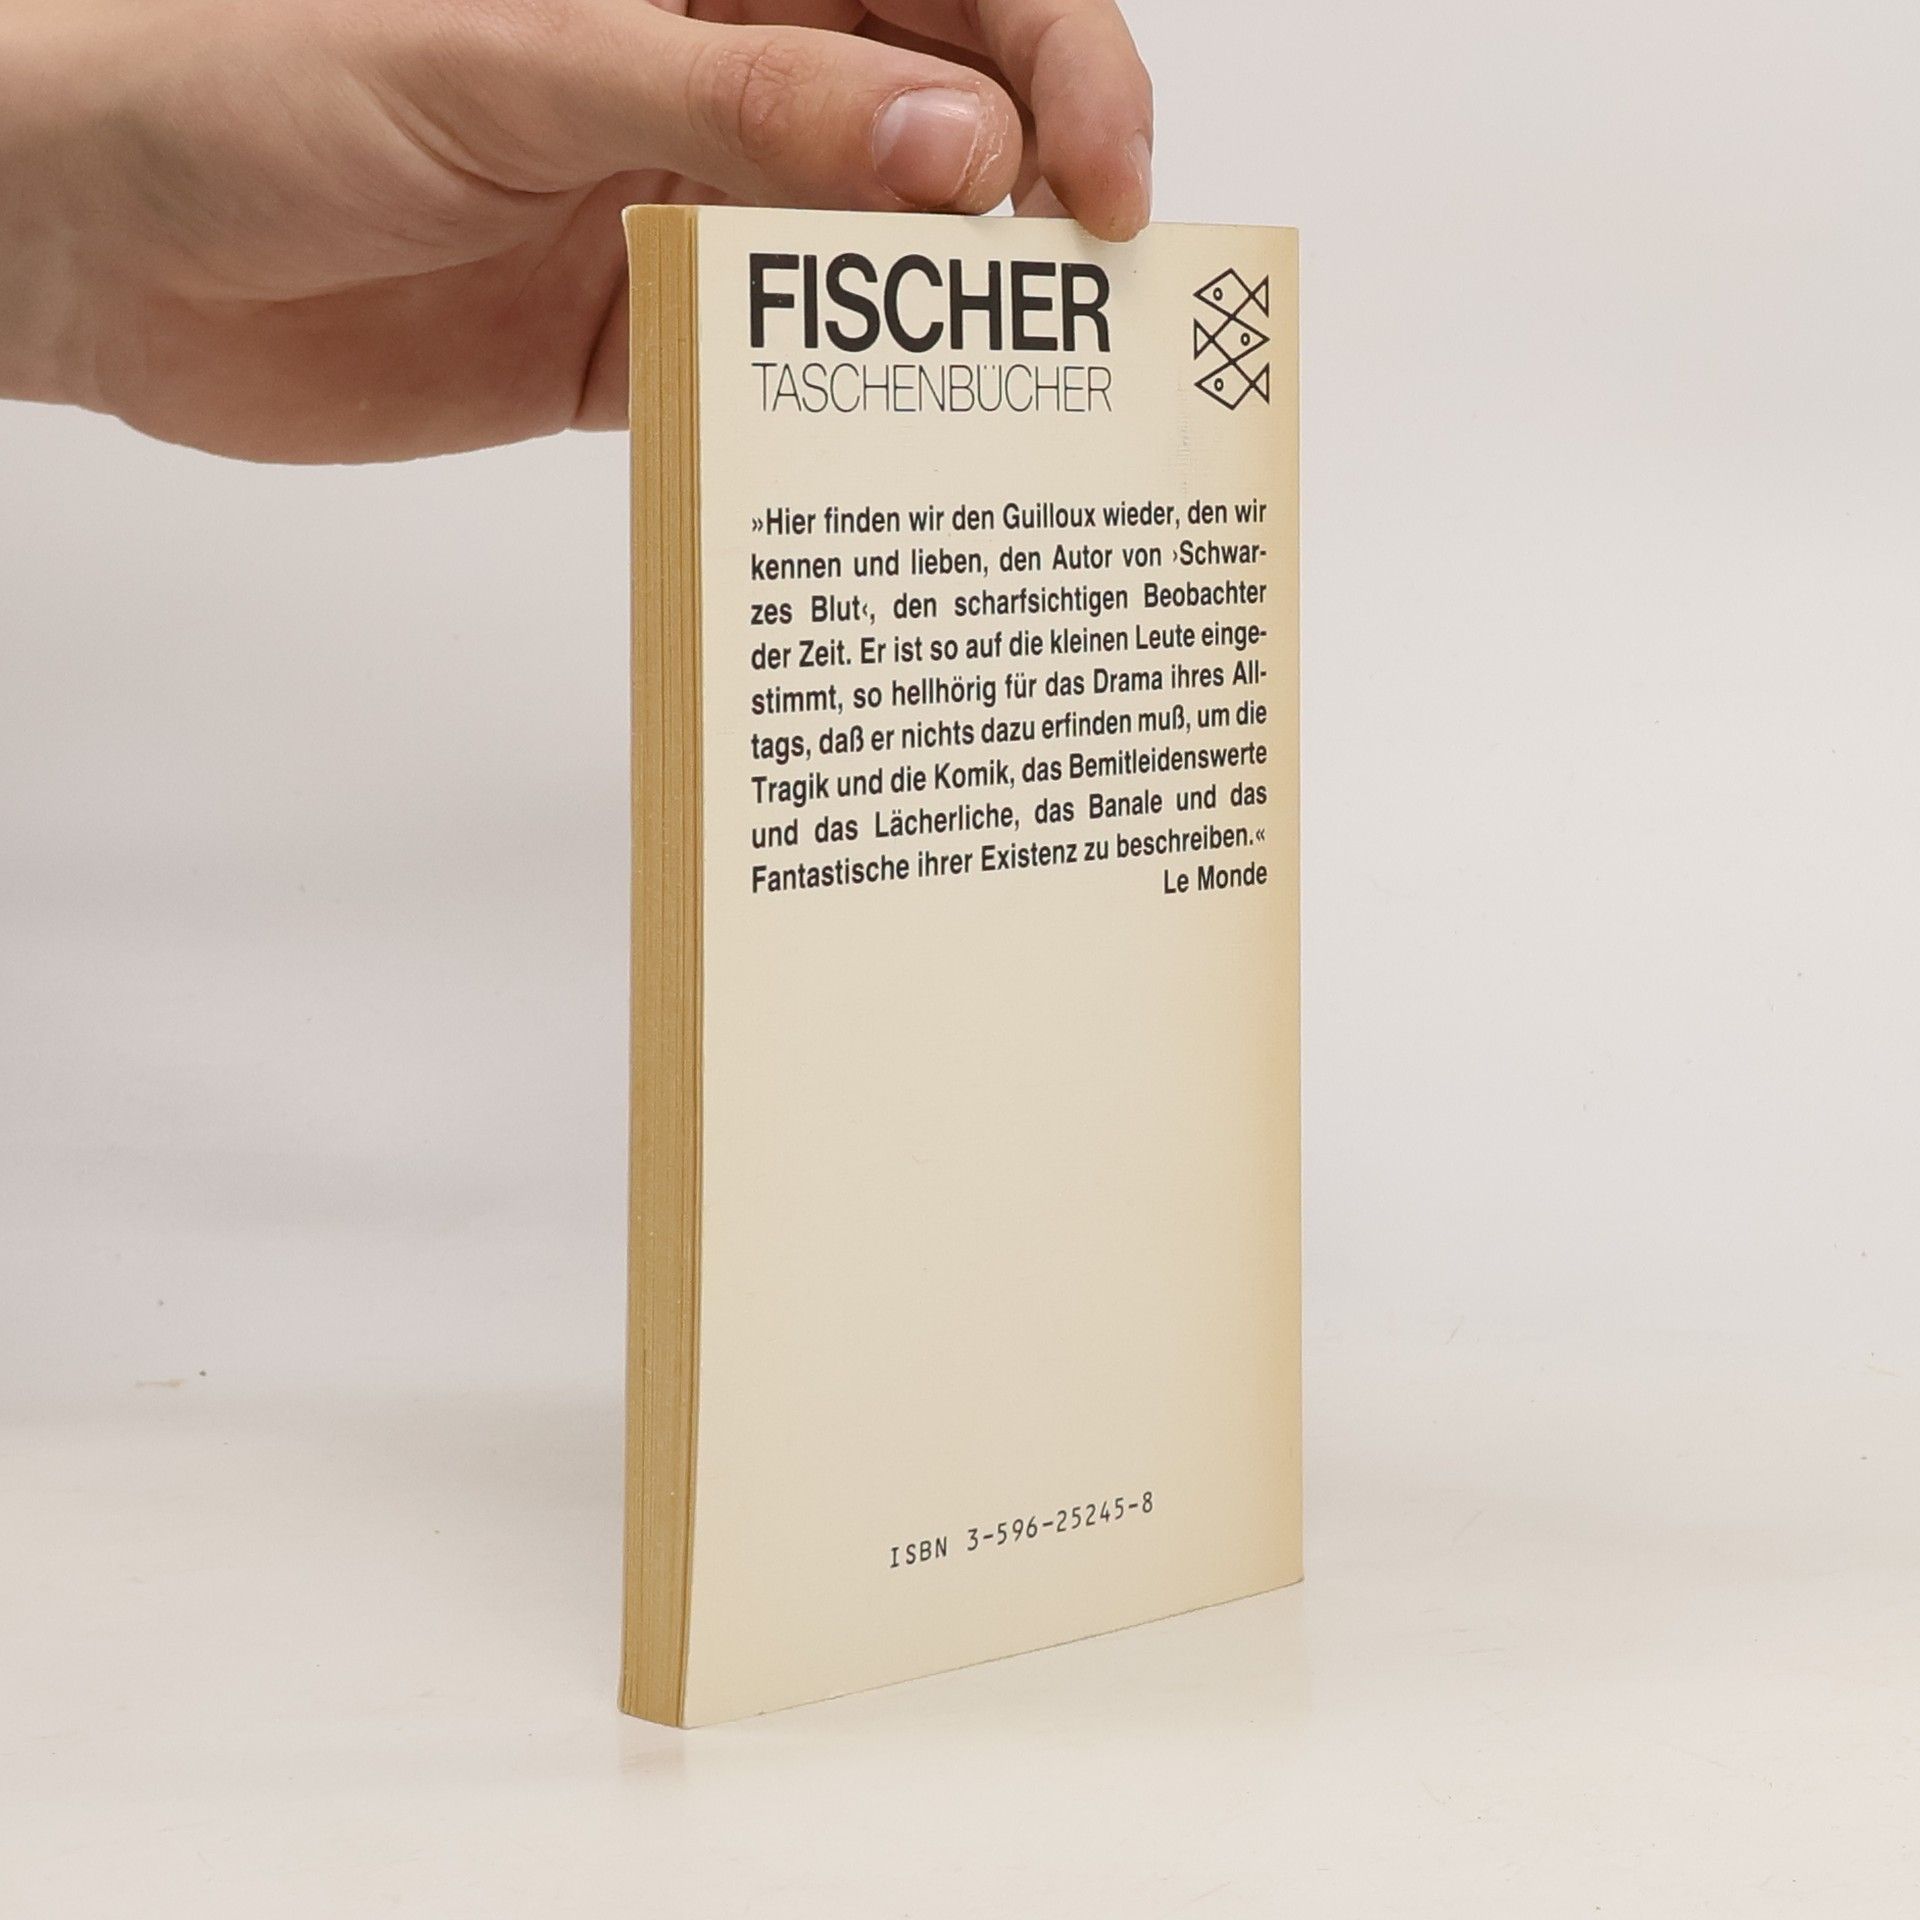 FISCHER
TASCHENBÜCHER
»Hier finden wir den Guilloux wieder, den wir
kennen und lieben, den Autor von ›Schwar-
zes Blut‹, den scharfsichtigen Beobachter
der Zeit. Er ist so auf die kleinen Leute einge-
stimmt, so hellhörig für das Drama ihres All-
tags, daß er nichts dazu erfinden muß, um die
Tragik und die Komik, das Bemitleidenswerte
und das Lächerliche, das Banale und das
Fantastische ihrer Existenz zu beschreiben.«
Le Monde
ISBN 3-596-25245-8